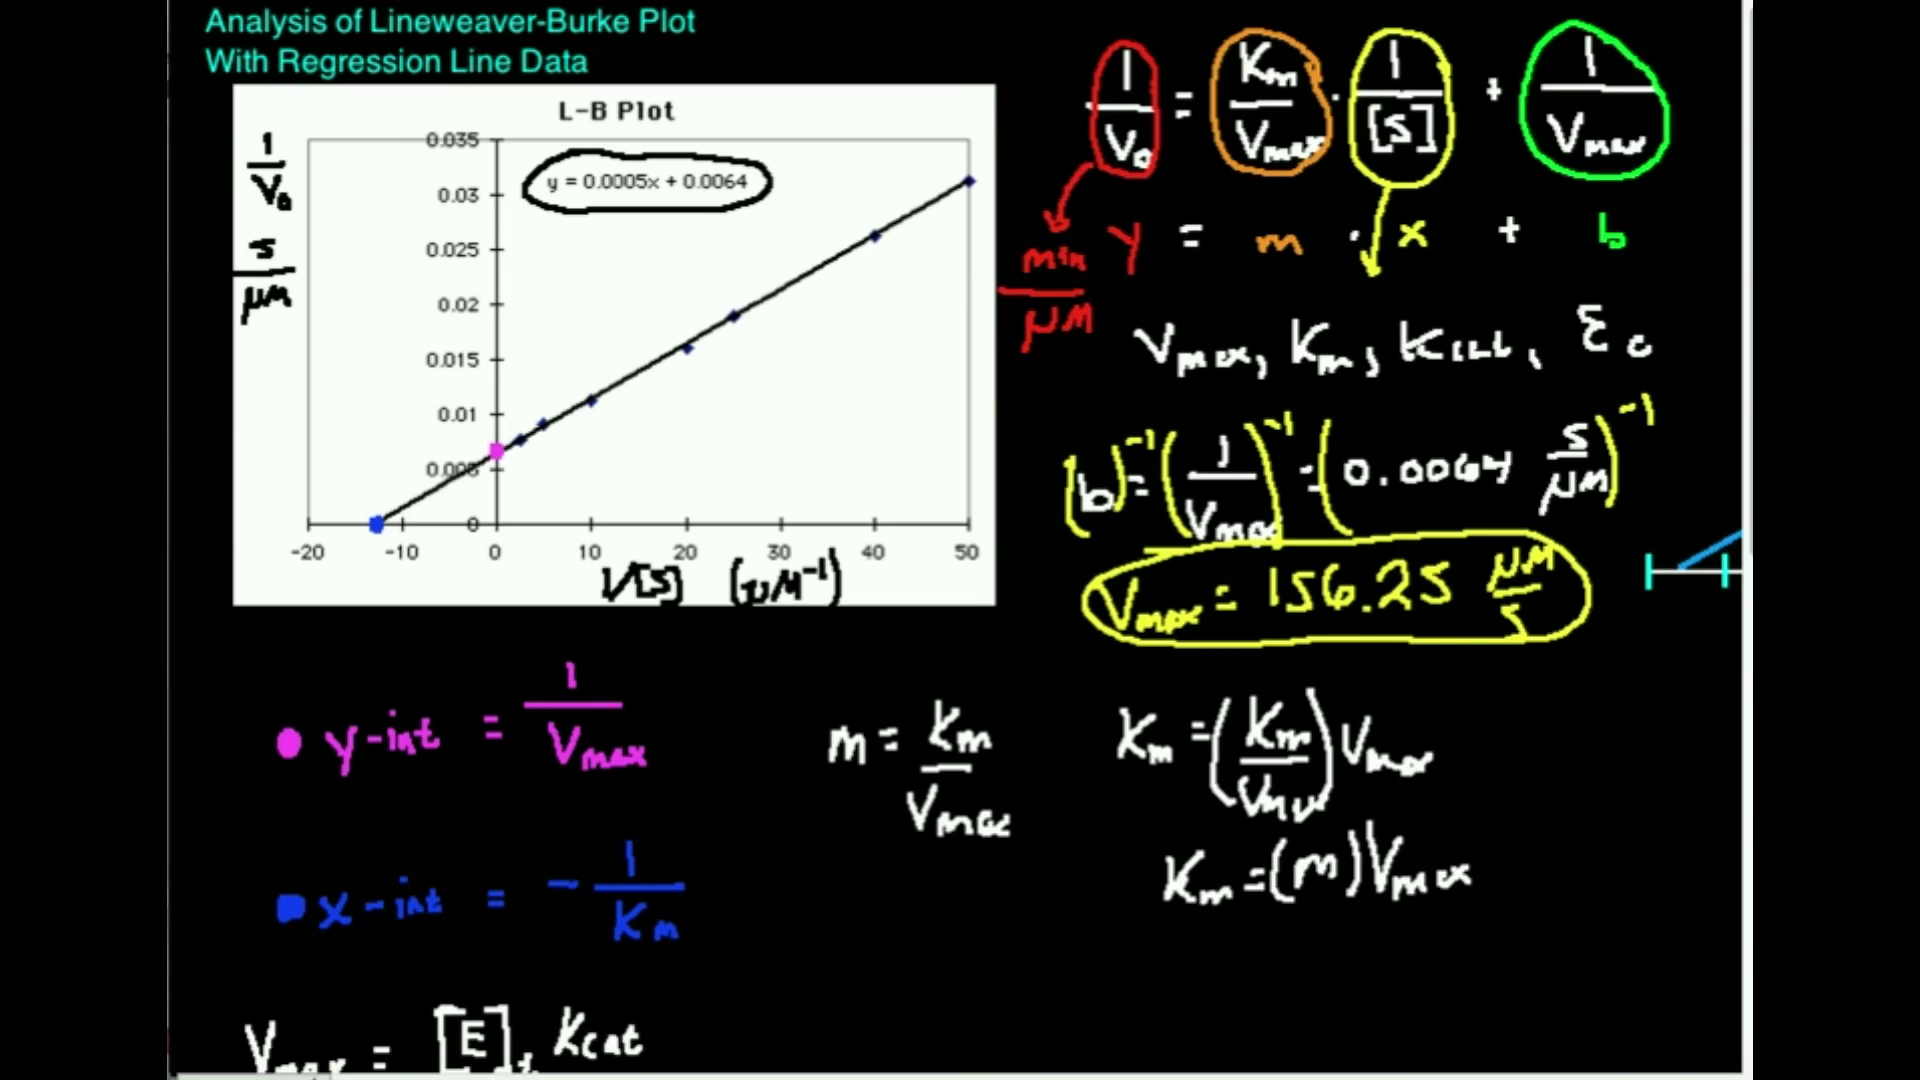 Analysis of Lineweaver-Burke Plot
With Regression Line Data
L-B Plot
1/V₀
s/μM
y = 0.0005x + 0.0064
0.035
0.03
0.025
0.02
0.015
0.01
0.005
0
-20 -10 0 10 20 30 40 50
1/[S] (μM⁻¹)
1/V₀ = Km/Vmax · 1/[S] + 1/Vmax
y = m · x + b
min/μM
Vmax, Km, Kcat, Ec
(b)⁻¹ = (1/Vmax)⁻¹ = (0.0064 s/μM)⁻¹
Vmax = 156.25 μM/s
y-int = 1/Vmax
x-int = - 1/Km
m = Km/Vmax
Km = (Km/Vmax) Vmax
Km = (m) Vmax
Vmax = [E]t Kcat